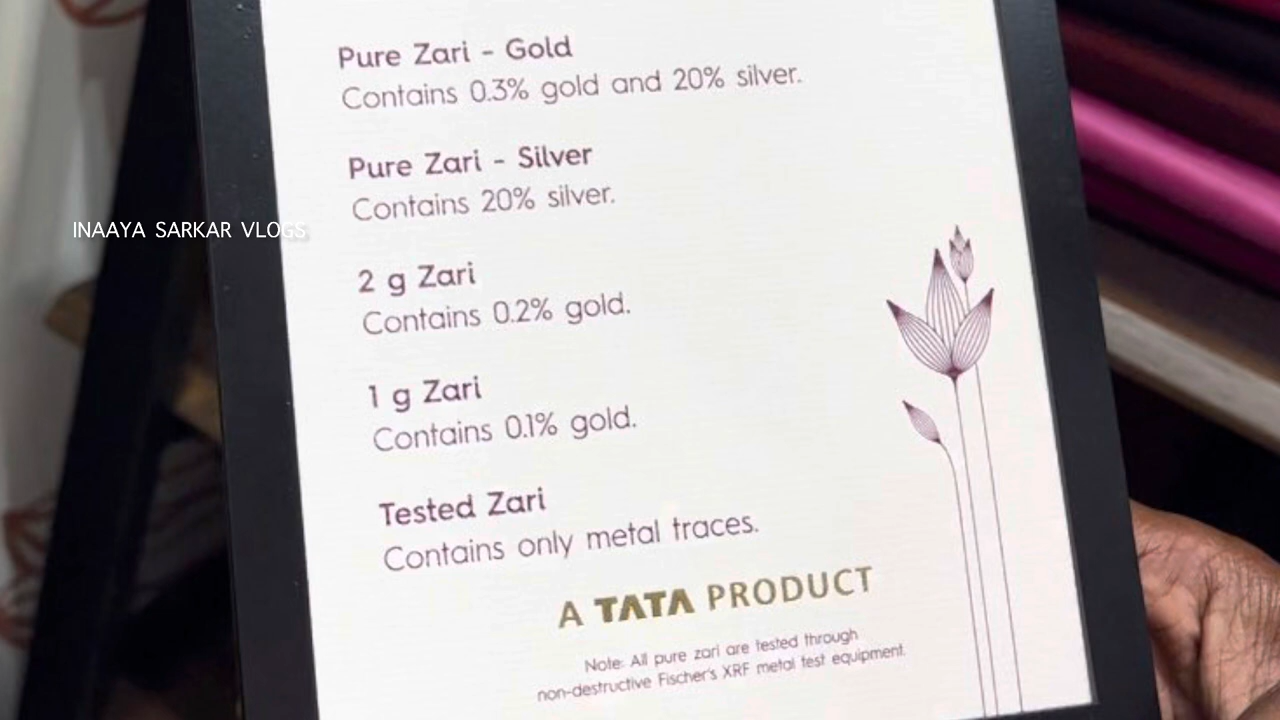 Pure Zari - Gold
Contains 0.3% gold and 20% silver.
Pure Zari - Silver
Contains 20% silver.
INAAYA SARKAR VLOGS
2 g Zari
Contains 0.2% gold.
1 g Zari
Contains 0.1% gold.
Tested Zari
Contains only metal traces.
A TATA PRODUCT
Note: All pure zari are tested through
non-destructive Fischer's XRF metal test equipment.